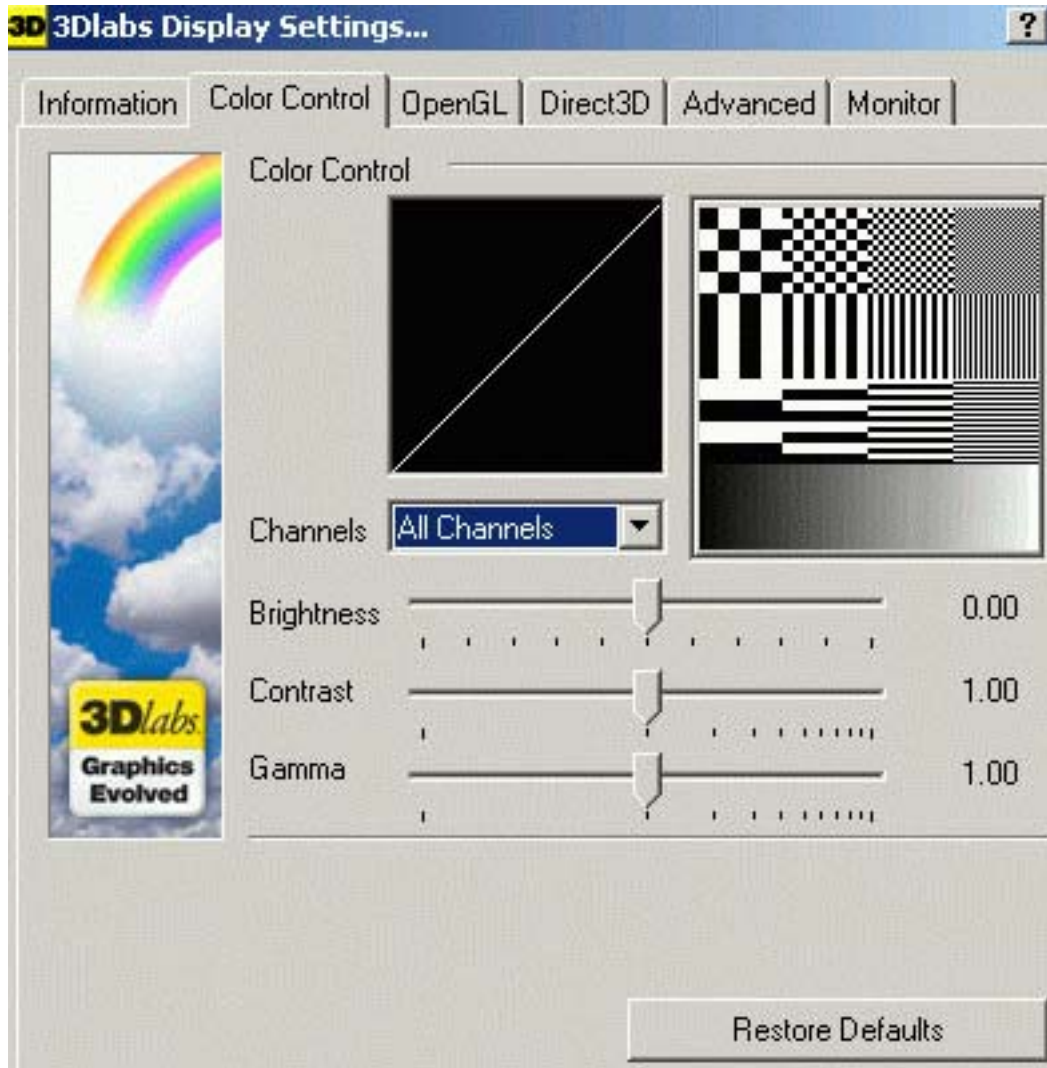 3D 3Dlabs Display Settings... ?
Information Color Control OpenGL Direct3D Advanced Monitor
Color Control
Channels All Channels
Brightness 0.00
Contrast 1.00
Gamma 1.00
3Dlabs.
Graphics
Evolved
Restore Defaults